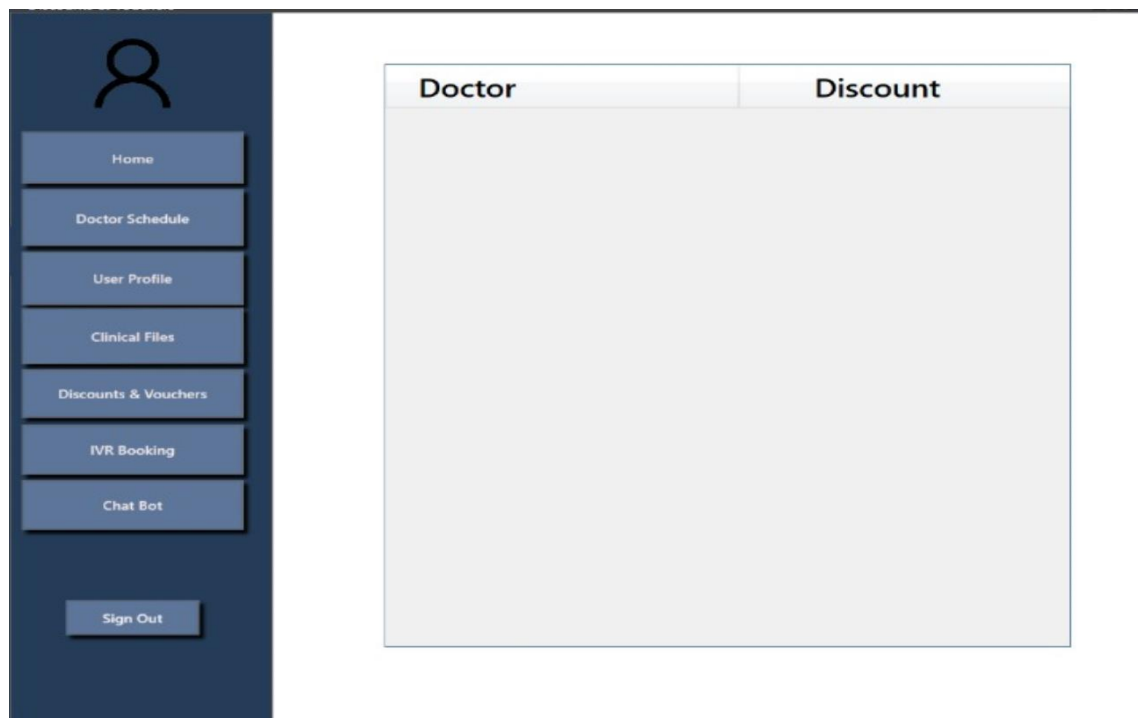 Home
Doctor Schedule
User Profile
Clinical Files
Discounts & Vouchers
IVR Booking
Chat Bot
Sign Out
Doctor Discount